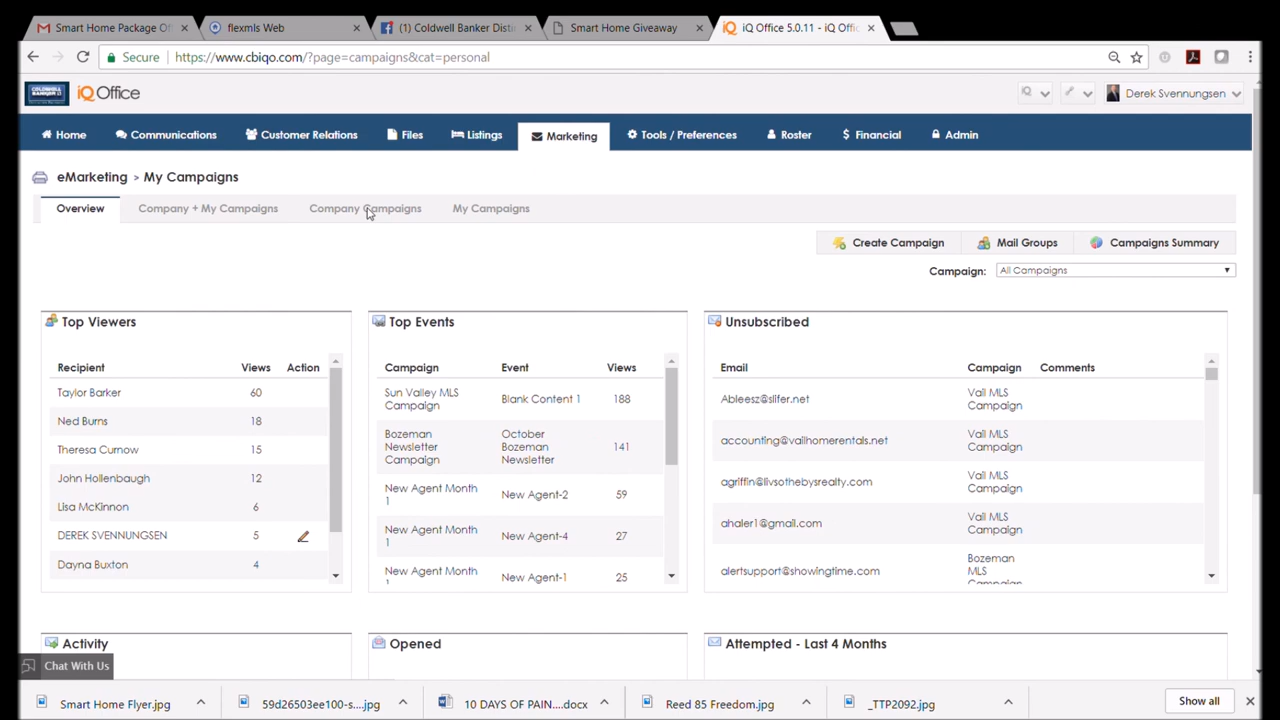 Smart Home Package Of
flexmls Web
(1) Coldwell Banker Disti
Smart Home Giveaway
iQ Office 5.0.11 - iQ Offi
Secure
https://www.cbiqo.com/?page=campaigns&cat=personal
COLDWELL BANKER
iQ Office
iQ
Derek Svennungsen
Home
Communications
Customer Relations
Files
Listings
Marketing
Tools / Preferences
Roster
Financial
Admin
eMarketing > My Campaigns
Overview
Company + My Campaigns
Company Campaigns
My Campaigns
Create Campaign
Mail Groups
Campaigns Summary
Campaign: All Campaigns
Top Viewers
Recipient Views Action
Taylor Barker 60
Ned Burns 18
Theresa Curnow 15
John Hollenbaugh 12
Lisa McKinnon 6
DEREK SVENNUNGSEN 5
Dayna Buxton 4
Top Events
Campaign Event Views
Sun Valley MLS
Campaign
Blank Content 1 188
Bozeman
Newsletter
Campaign
October
Bozeman
Newsletter
141
New Agent Month
1
New Agent-2 59
New Agent Month
1
New Agent-4 27
New Agent Month
1
New Agent-1 25
Unsubscribed
Email Campaign Comments
Ableesz@slifer.net
Vail MLS
Campaign
accounting@vailhomerentals.net
Vail MLS
Campaign
agriffin@livsothebysrealty.com
Vail MLS
Campaign
ahaler1@gmail.com
Vail MLS
Campaign
alertsupport@showingtime.com
Bozeman
MLS
Campaign
Activity
Opened
Attempted - Last 4 Months
Chat With Us
Smart Home Flyer.jpg
59d26503ee100-s....jpg
10 DAYS OF PAIN....docx
Reed 85 Freedom.jpg
_TTP2092.jpg
Show all